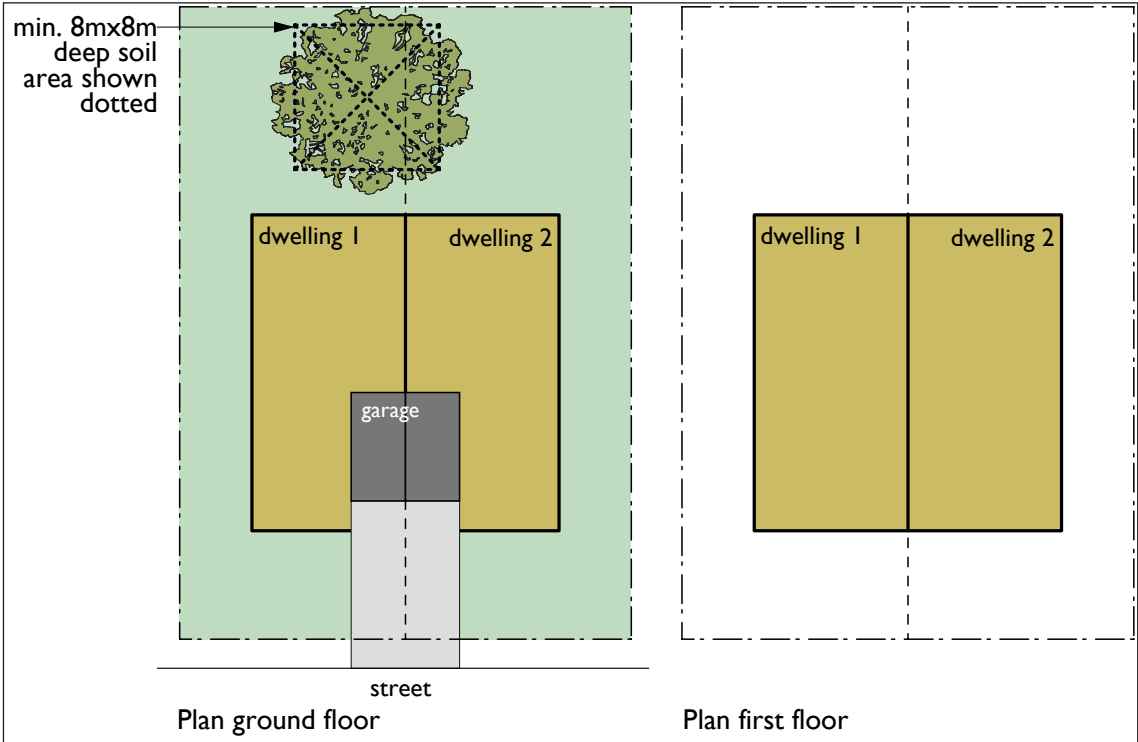 min. 8mx8m
deep soil
area shown
dotted
dwelling 1
dwelling 2
garage
street
Plan ground floor
dwelling 1
dwelling 2
Plan first floor